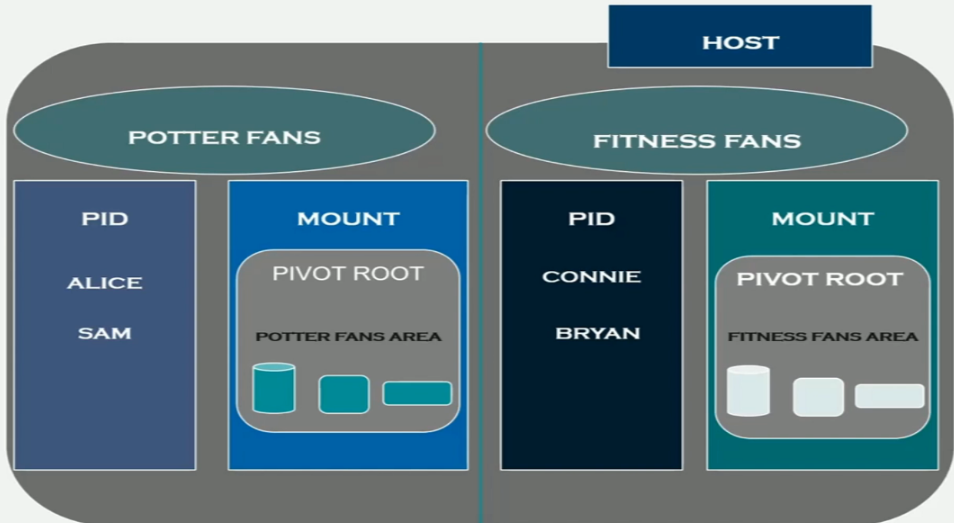 HOST
POTTER FANS
FITNESS FANS
PID
ALICE
SAM
MOUNT
PIVOT ROOT
POTTER FANS AREA
PID
CONNIE
BRYAN
MOUNT
PIVOT ROOT
FITNESS FANS AREA